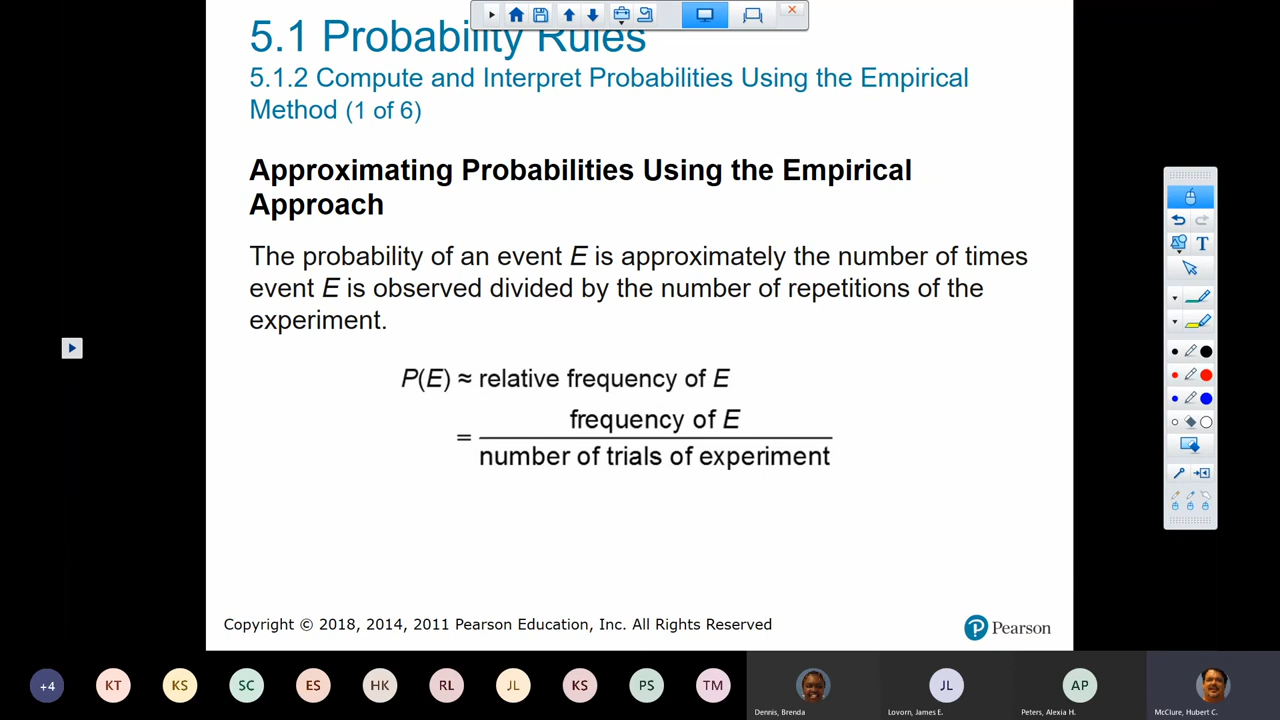 5.1 Probability Rules
5.1.2 Compute and Interpret Probabilities Using the Empirical
Method (1 of 6)
Approximating Probabilities Using the Empirical
Approach
The probability of an event E is approximately the number of times
event E is observed divided by the number of repetitions of the
experiment.
P(E) ≈ relative frequency of E
frequency of E
=
number of trials of experiment
T
Copyright © 2018, 2014, 2011 Pearson Education, Inc. All Rights Reserved
Pearson
+4 KT KS SC ES HK RL JL KS PS TM JL AP
Dennis, Brenda Lovorn, James E. Peters, Alexia H. McClure, Hubert C.